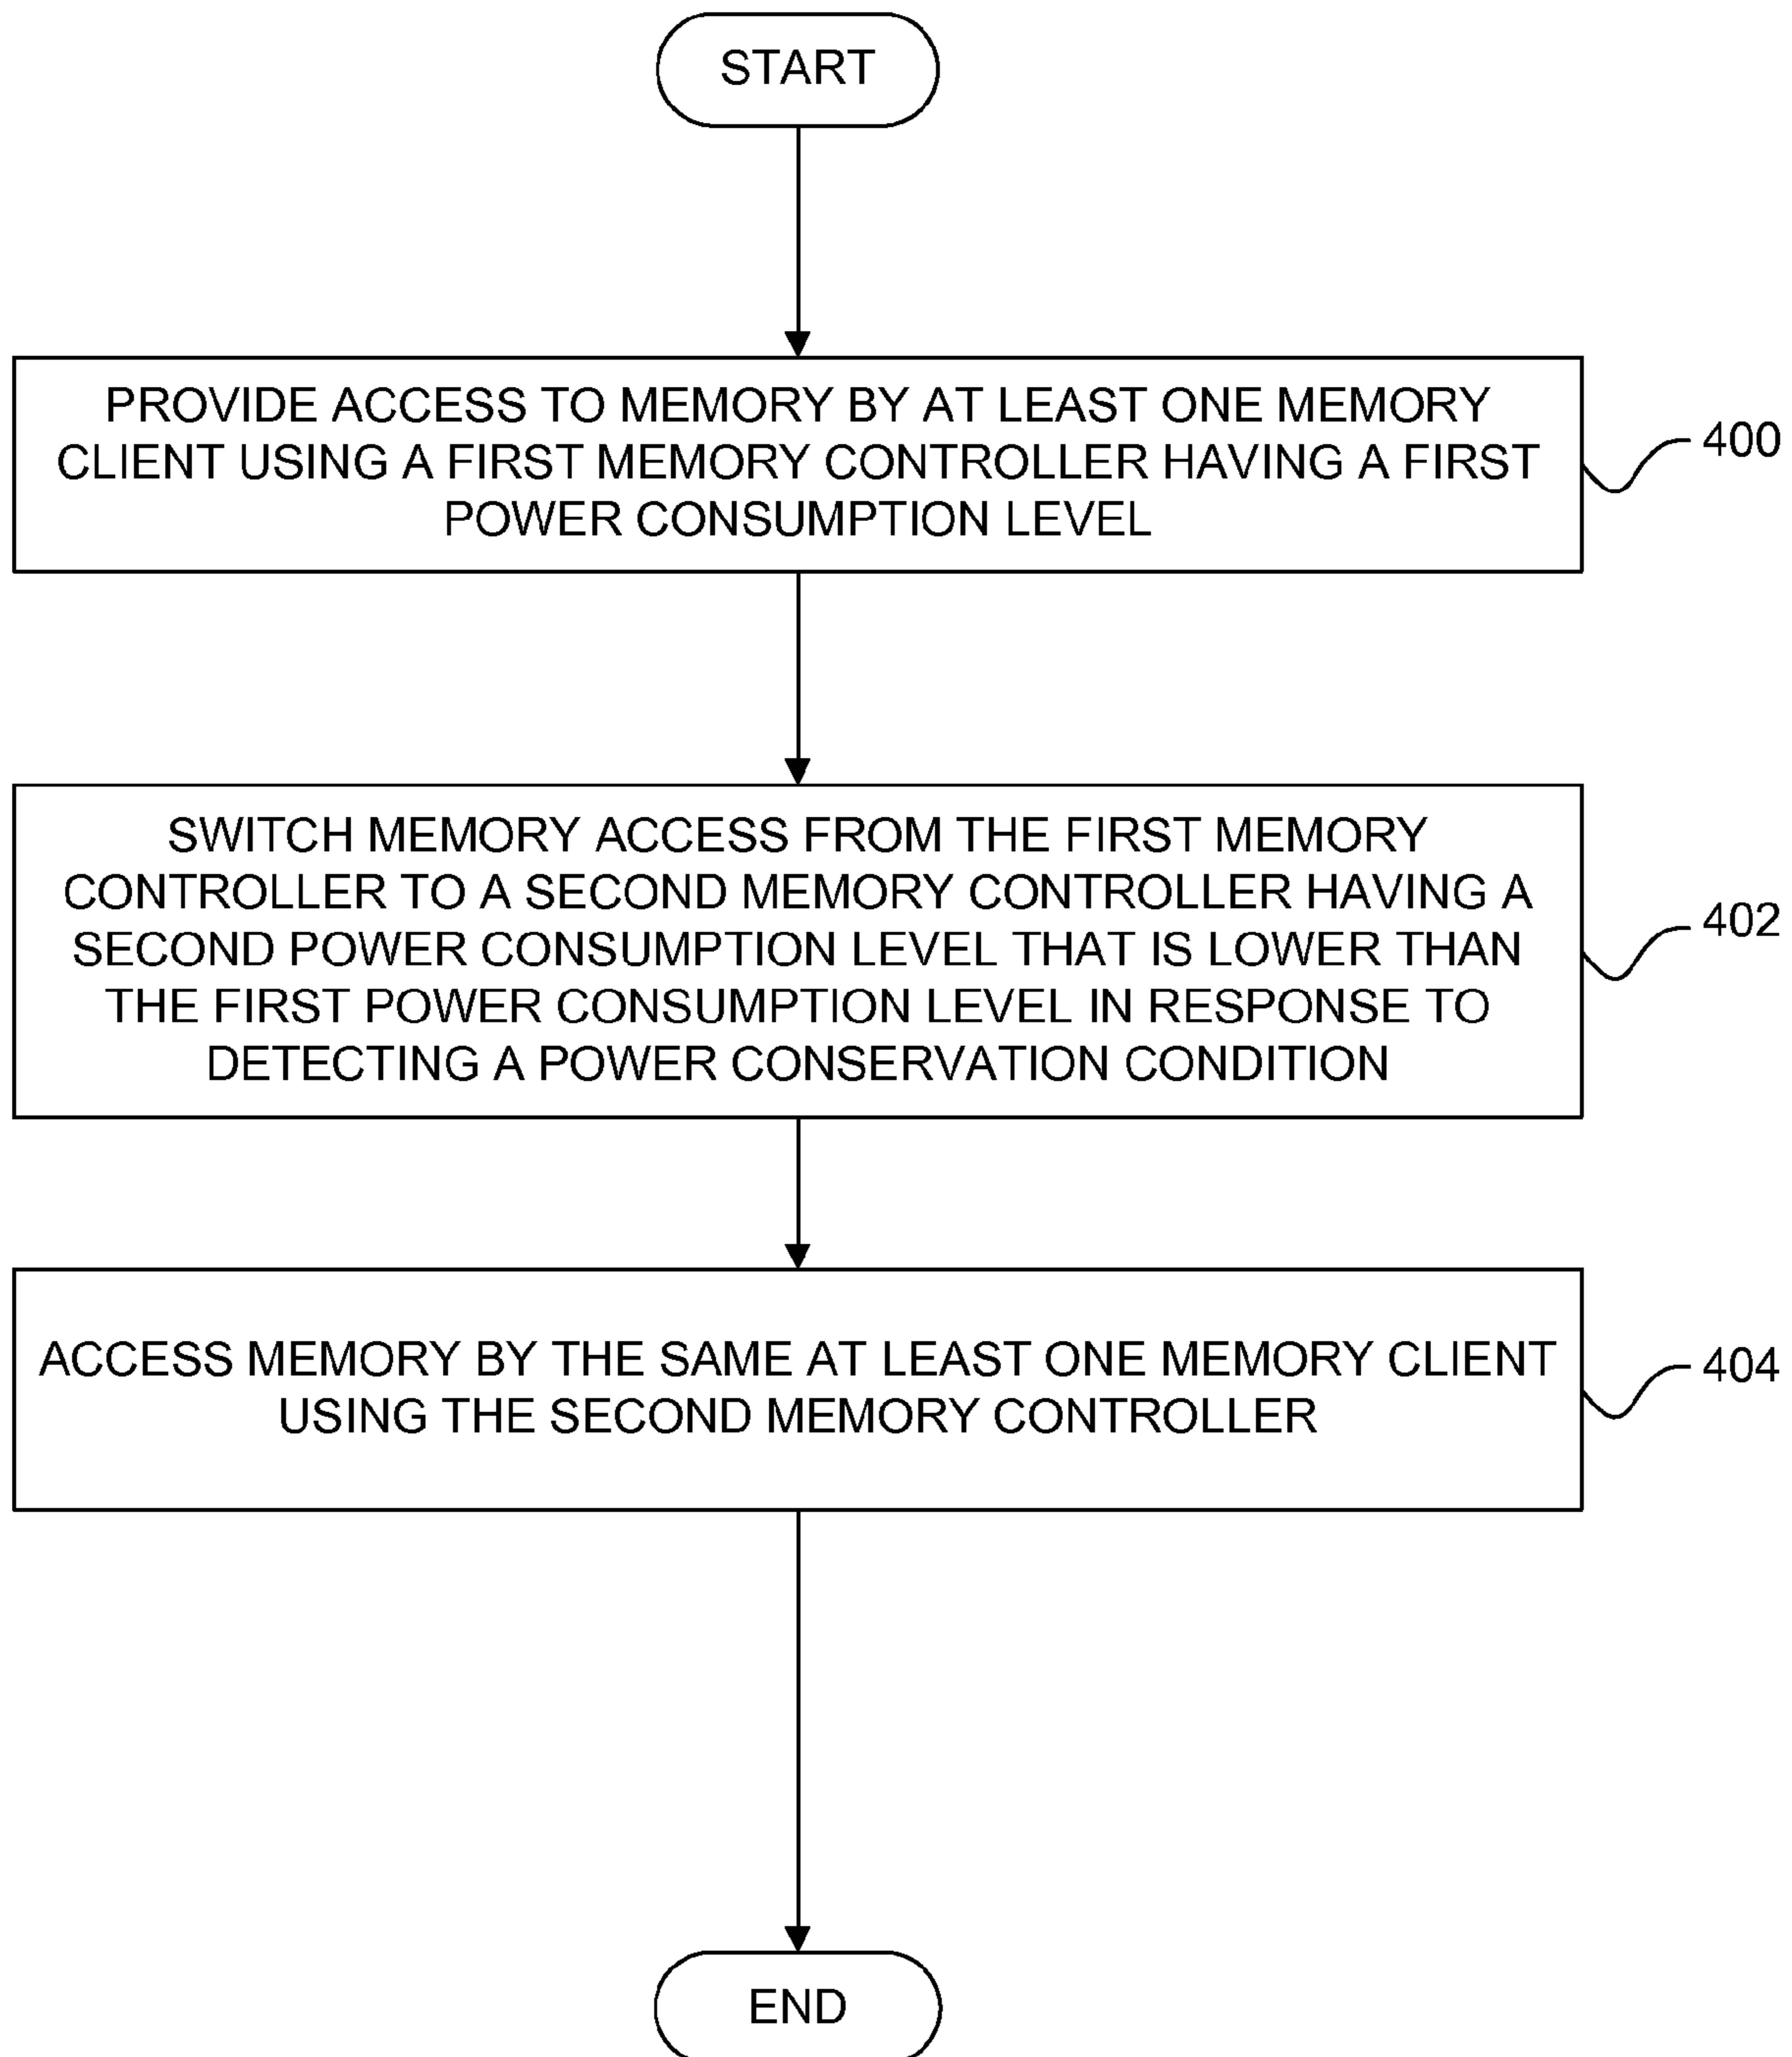 START
PROVIDE ACCESS TO MEMORY BY AT LEAST ONE MEMORY
CLIENT USING A FIRST MEMORY CONTROLLER HAVING A FIRST
POWER CONSUMPTION LEVEL
400
SWITCH MEMORY ACCESS FROM THE FIRST MEMORY
CONTROLLER TO A SECOND MEMORY CONTROLLER HAVING A
SECOND POWER CONSUMPTION LEVEL THAT IS LOWER THAN
THE FIRST POWER CONSUMPTION LEVEL IN RESPONSE TO
DETECTING A POWER CONSERVATION CONDITION
402
ACCESS MEMORY BY THE SAME AT LEAST ONE MEMORY CLIENT
USING THE SECOND MEMORY CONTROLLER
404
END